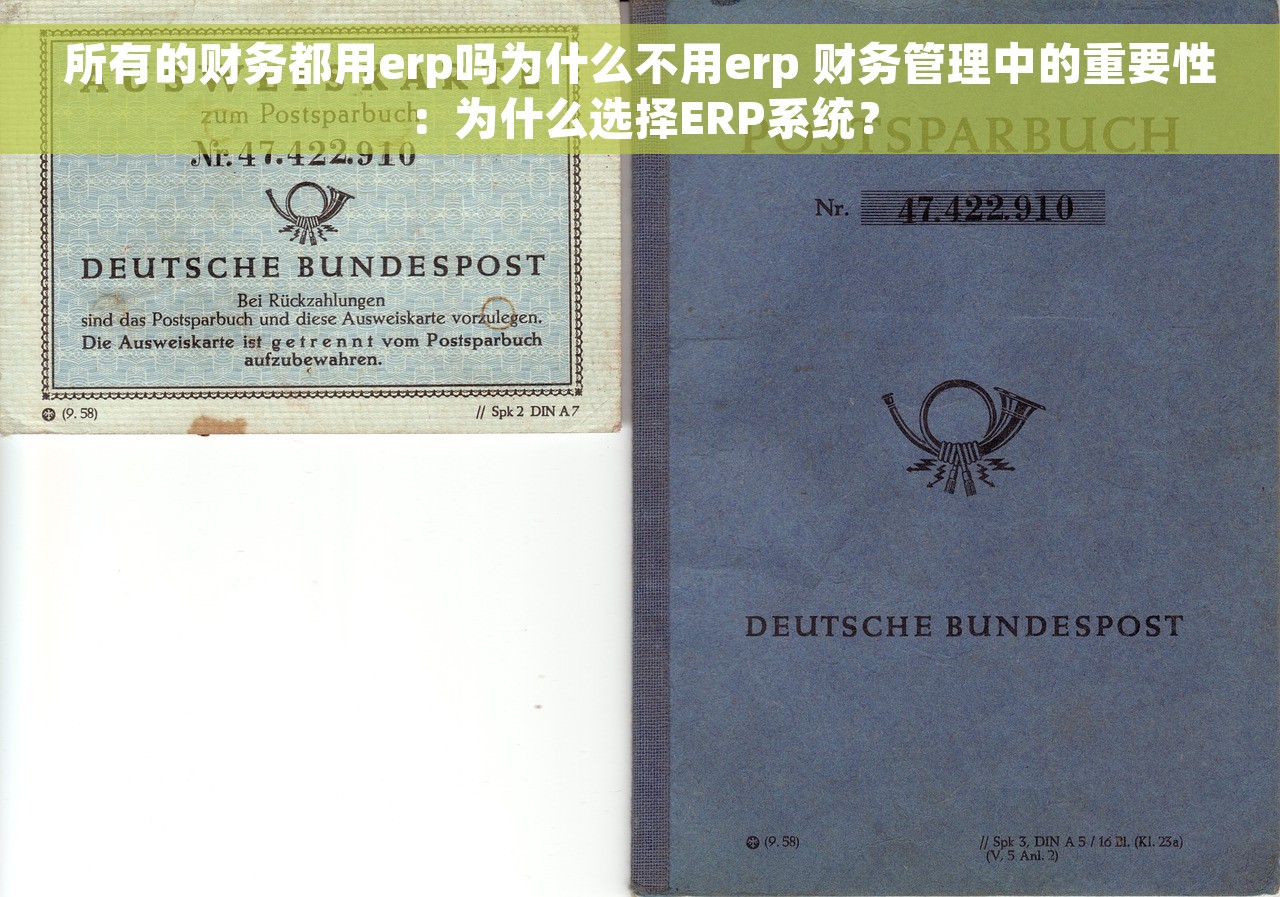 所有的财务都用erp吗为什么不用erp 财务管理中的重要性
：为什么选择ERP系统？
AUSWEISKARTE
zum Postsparbuch
Nr. 47.422.910
DEUTSCHE BUNDESPOST
Bei Rückzahlungen
sind das Postsparbuch und diese Ausweiskarte vorzulegen.
Die Ausweiskarte ist getrennt vom Postsparbuch
aufzubewahren.
(9. 58)
// Spk 2 DIN A 7
POSTSPARBUCH
Nr. 47.422.910
DEUTSCHE BUNDESPOST
(9. 58)
// Spk 3, DIN A 5 / 16 Bl. (Kl. 23a)
(V, 5 Anl. 2)